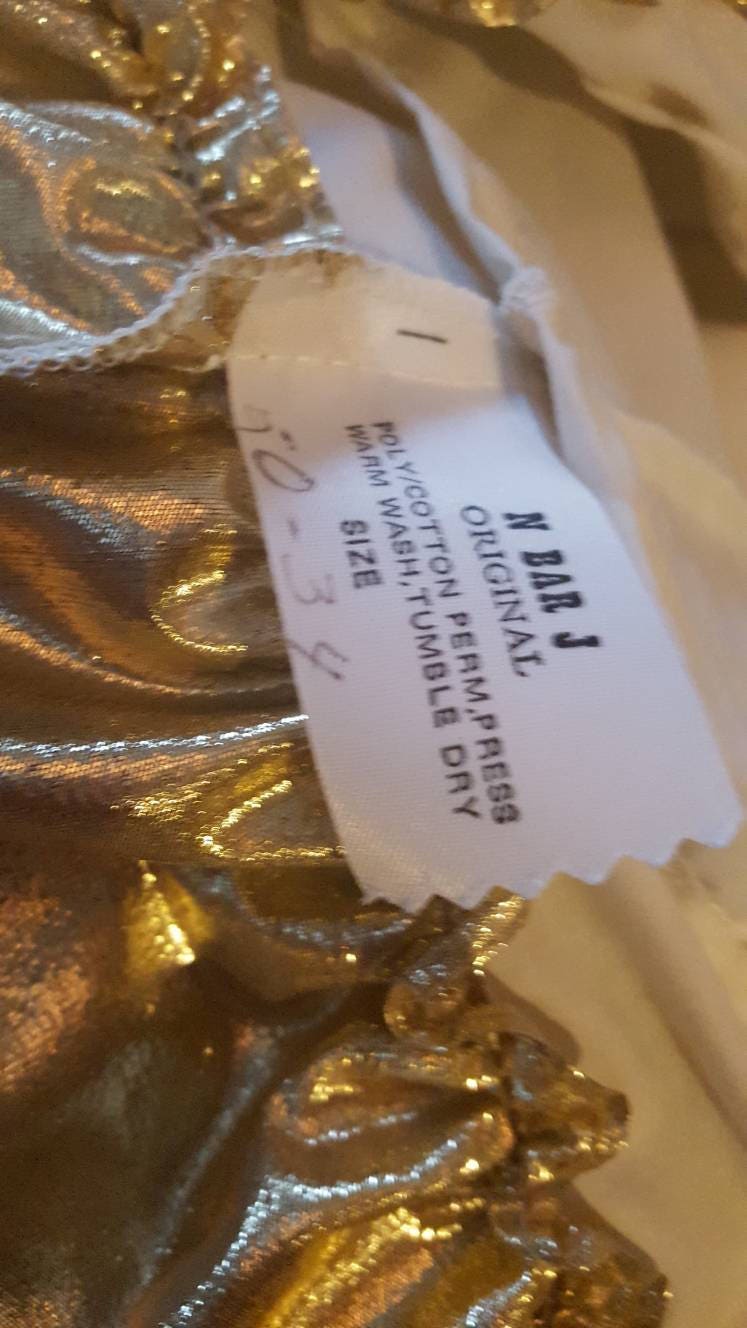 N BAR J
ORIGINAL
POLY/COTTON PERM,PRESS
WARM WASH,TUMBLE DRY
SIZE